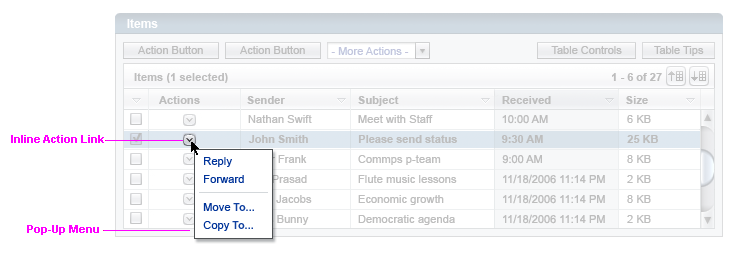 Items
Action Button Action Button - More Actions - Table Controls Table Tips
Items (1 selected) 1 - 6 of 27
Actions Sender Subject Received Size
Nathan Swift Meet with Staff 10:00 AM 6 KB
Inline Action Link John Smith Please send status 9:30 AM 25 KB
Frank Commps p-team 9:00 AM 8 KB
Reply
Prasad Flute music lessons 11/18/2006 11:14 PM 2 KB
Forward
Jacobs Economic growth 11/18/2006 11:14 PM 8 KB
Move To...
Bunny Democratic agenda 11/18/2006 11:14 PM 2 KB
Copy To...
Pop-Up Menu